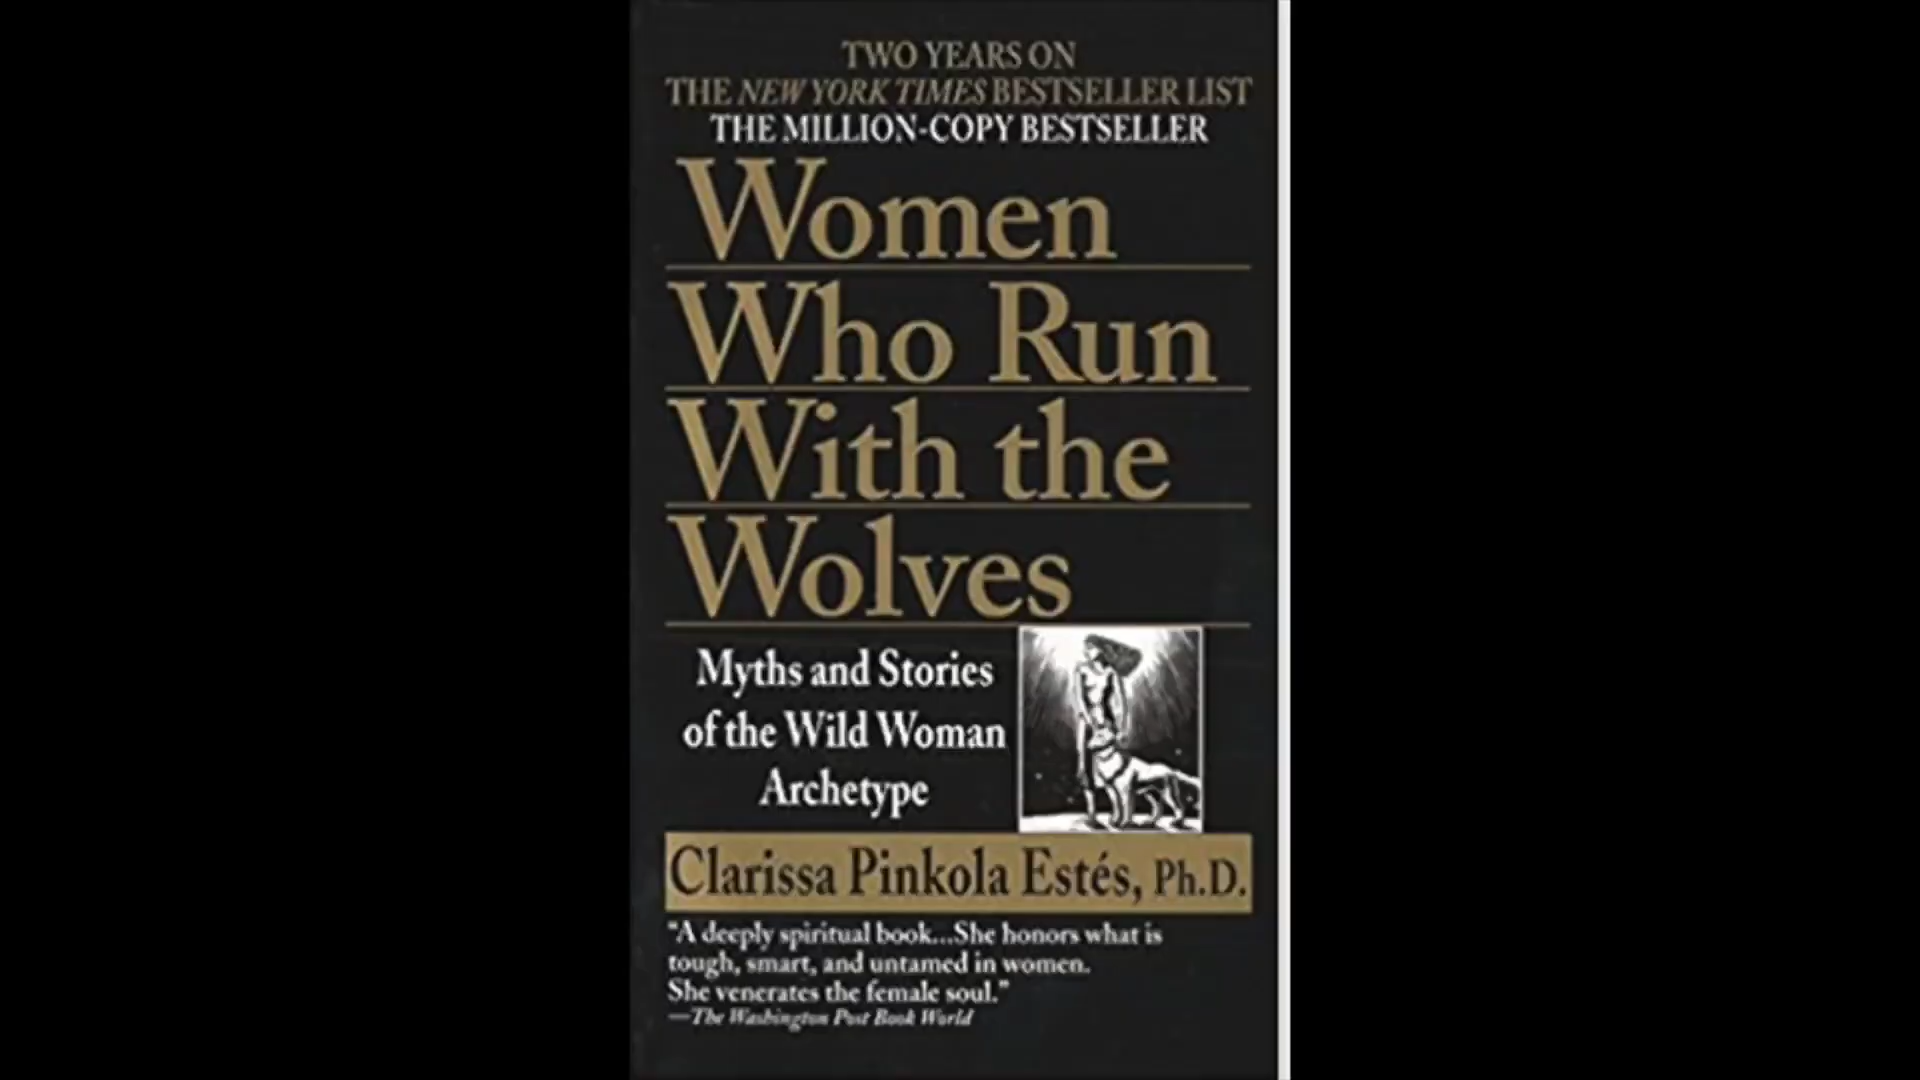 TWO YEARS ON
THE NEW YORK TIMES BESTSELLER LIST
THE MILLION-COPY BESTSELLER
Women
Who Run
With the
Wolves
Myths and Stories
of the Wild Woman
Archetype
Clarissa Pinkola Estés, Ph.D.
"A deeply spiritual book...She honors what is
tough, smart, and untamed in women.
She venerates the female soul."
—The Washington Post Book World